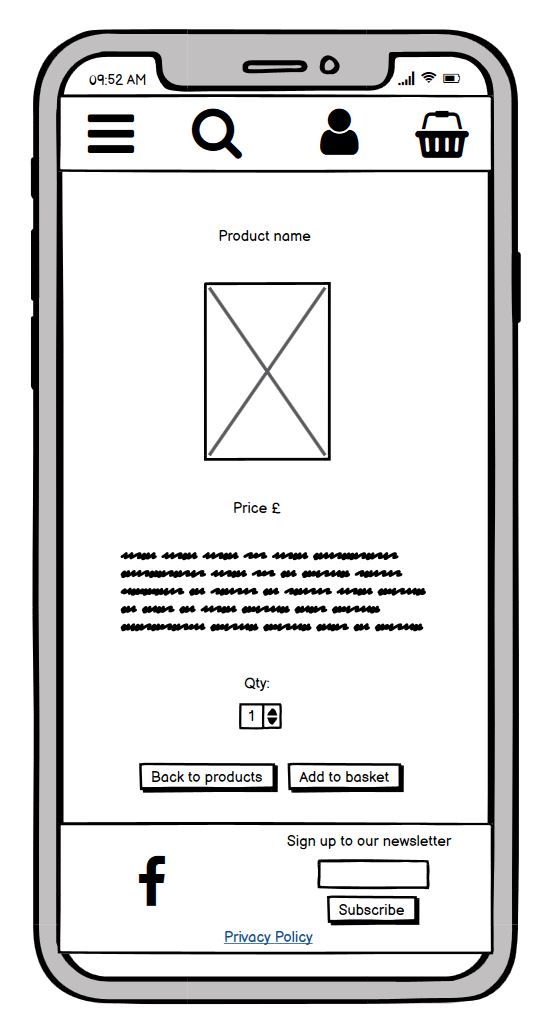 09:52 AM
Product name
Price £
Qty:
1
Back to products Add to basket
Sign up to our newsletter
Subscribe
Privacy Policy